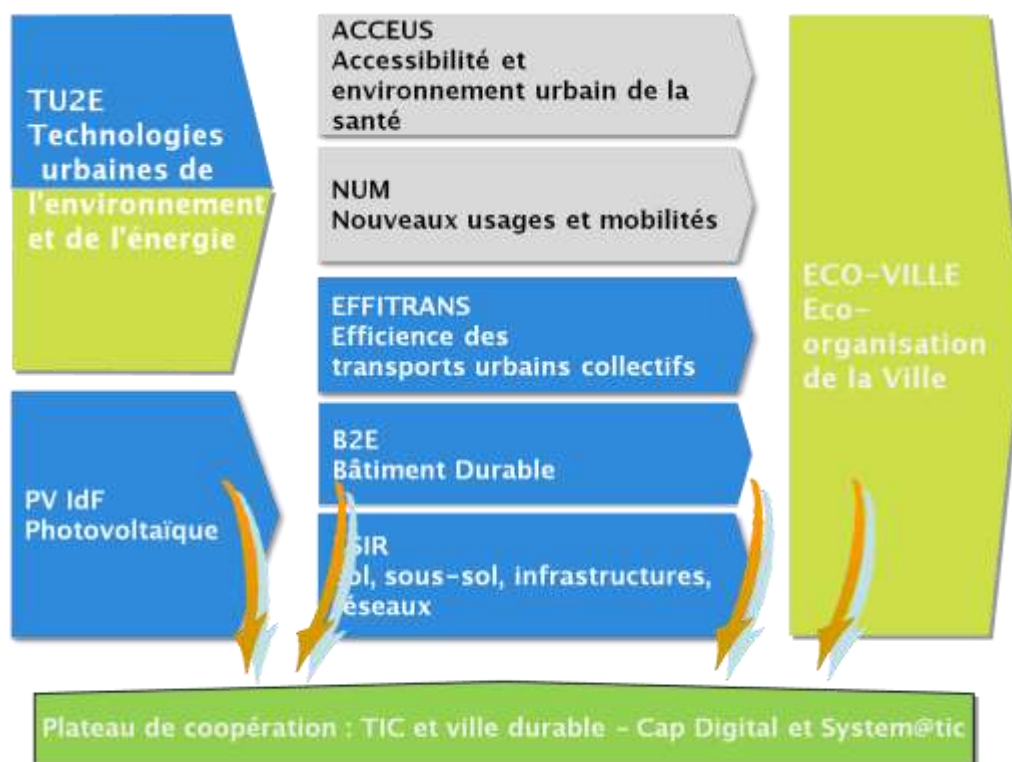 TU2E
Technologies
urbaines de
l'environnement
et de l'énergie
PV IdF
Photovoltaïque
ACCEUS
Accessibilité et
environnement urbain de la
santé
NUM
Nouveaux usages et mobilités
EFFITRANS
Efficience des
transports urbains collectifs
B2E
Bâtiment Durable
sous-sol, infrastructures,
ECO-VILLE
Eco-
organisation
de la Ville
Plateau de coopération : TIC et ville durable - Cap Digital et System@tic